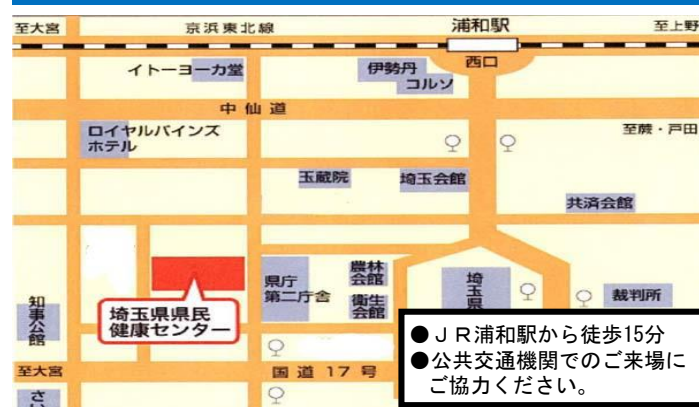 至大宮
京浜東北線
浦和駅
至上野
西口
イトーヨーカ堂
伊勢丹
コルソ
中仙道
ロイヤルパインズ
ホテル
至蕨・戸田
玉蔵院
埼玉会館
共済会館
県庁
第二庁舎
農林
会館
衛生
会館
埼玉県
裁判所
知事公館
埼玉県県民
健康センター
●ＪＲ浦和駅から徒歩15分
●公共交通機関でのご来場に
ご協力ください。
至大宮
国道17号
さい